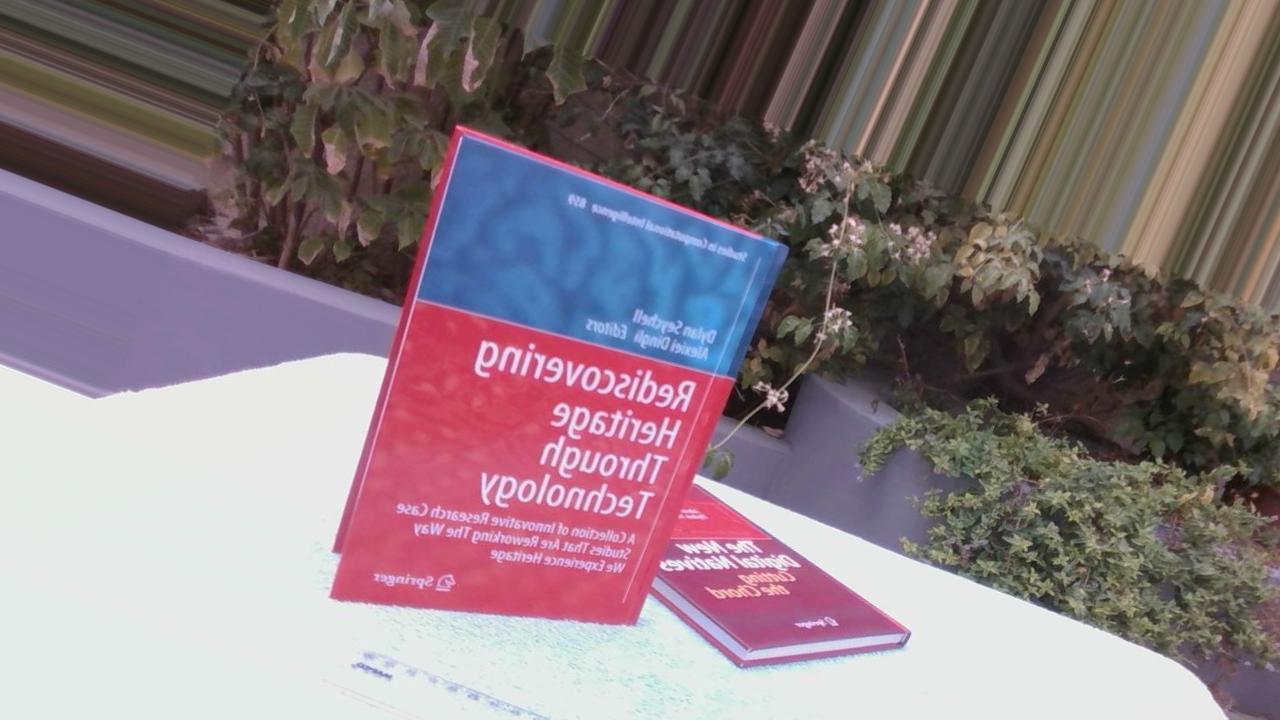 Studies in Computational Intelligence 859
Dylan Seychell
Alexiei Dingli Editors
Rediscovering
Heritage
Through
Technology
A Collection of Innovative Research Case
Studies That Are Reworking The Way
We Experience Heritage
Springer
The New
Digital Natives
Cutting
the Chord
Springer